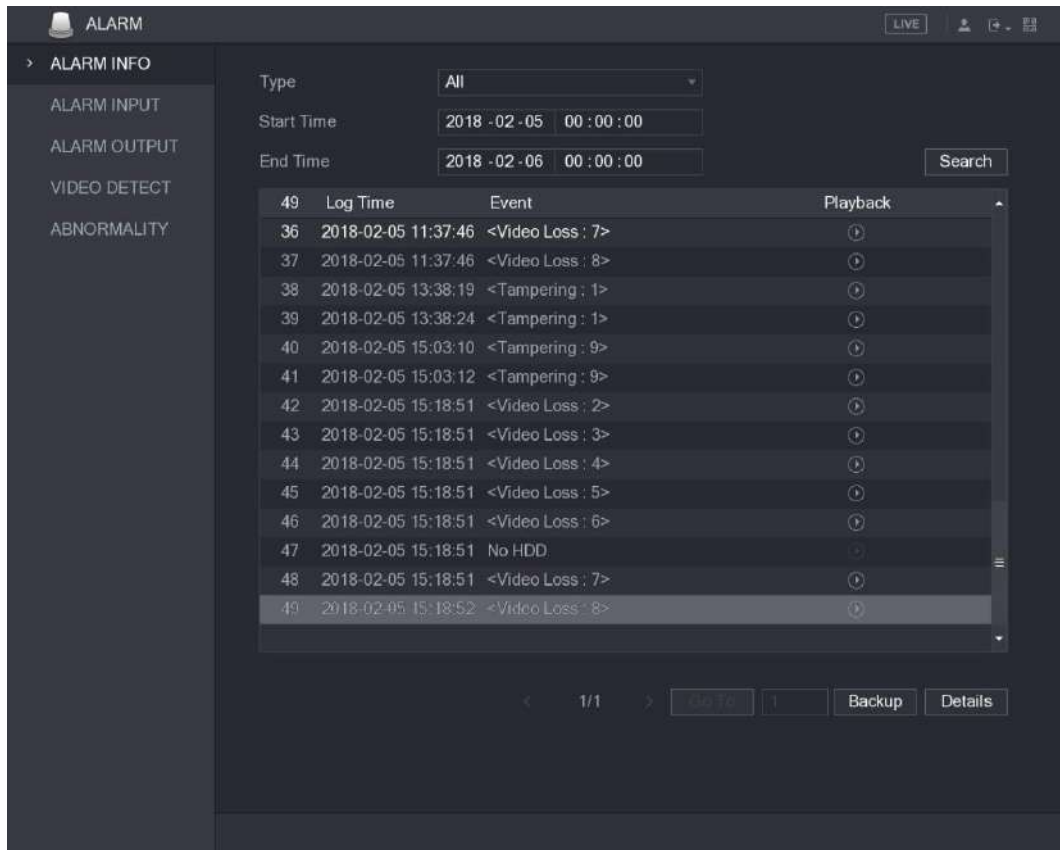 ALARM
LIVE
ALARM INFO
ALARM INPUT
ALARM OUTPUT
VIDEO DETECT
ABNORMALITY
Type All
Start Time 2018 -02 -05 00 : 00 : 00
End Time 2018 -02 -06 00 : 00 : 00
Search
49 Log Time Event Playback
36 2018-02-05 11:37:46 <Video Loss : 7>
37 2018-02-05 11:37:46 <Video Loss : 8>
38 2018-02-05 13:38:19 <Tampering : 1>
39 2018-02-05 13:38:24 <Tampering : 1>
40 2018-02-05 15:03:10 <Tampering : 9>
41 2018-02-05 15:03:12 <Tampering : 9>
42 2018-02-05 15:18:51 <Video Loss : 2>
43 2018-02-05 15:18:51 <Video Loss : 3>
44 2018-02-05 15:18:51 <Video Loss : 4>
45 2018-02-05 15:18:51 <Video Loss : 5>
46 2018-02-05 15:18:51 <Video Loss : 6>
47 2018-02-05 15:18:51 No HDD
48 2018-02-05 15:18:51 <Video Loss : 7>
49 2018-02-05 15:18:52 <Video Loss : 8>
1/1 Go To 1 Backup Details